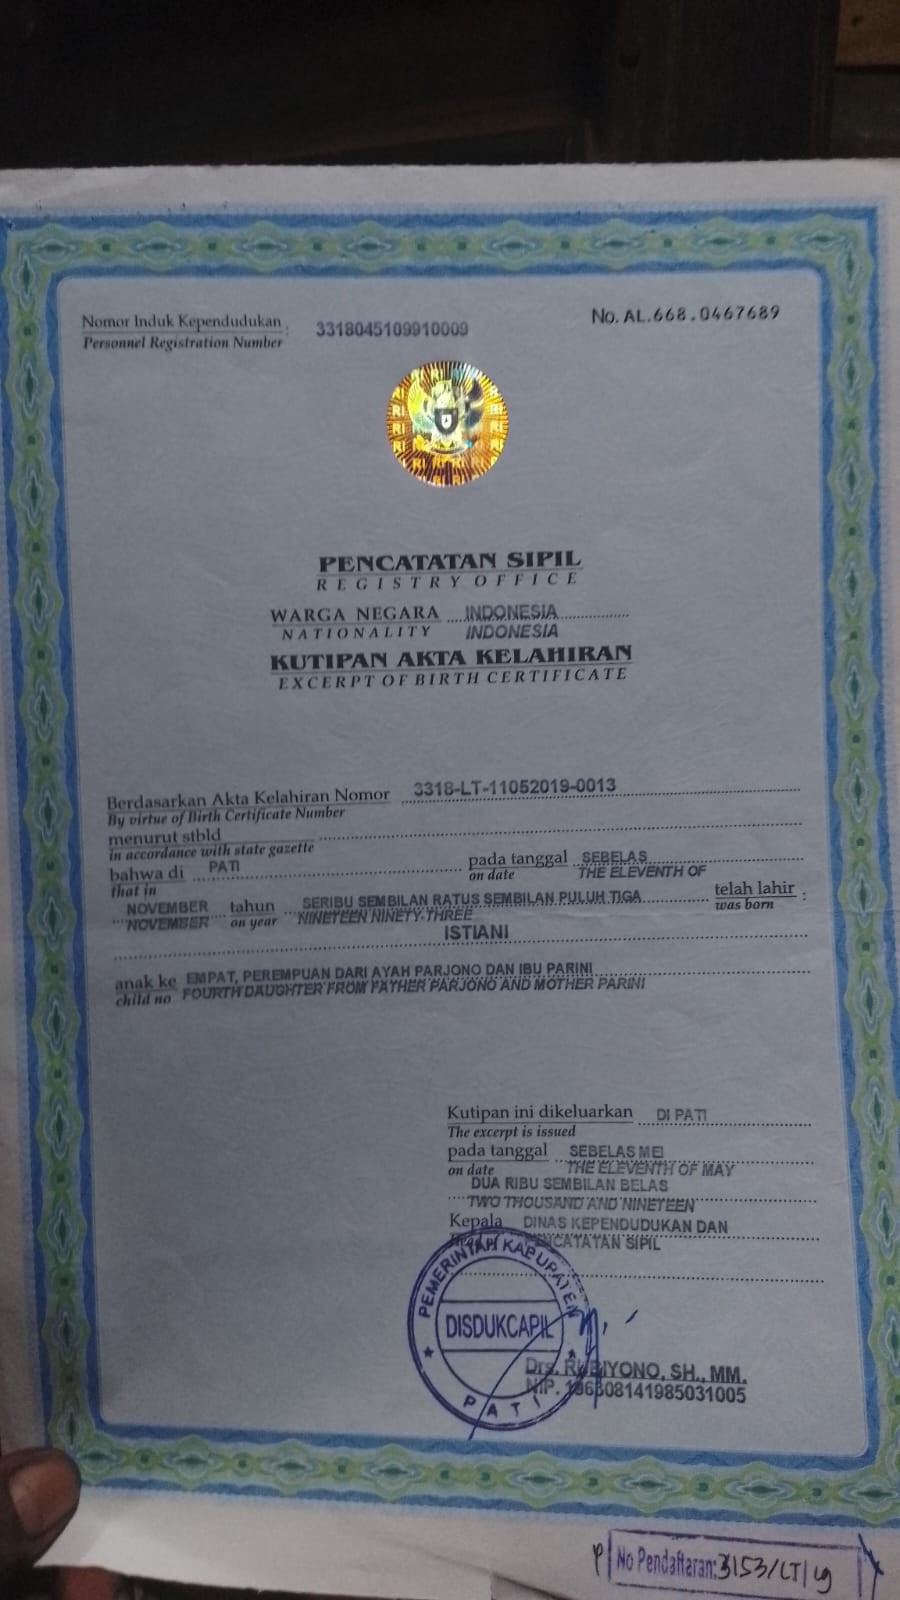 Nomor Induk Kependudukan : 3318045109910009 No. AL.668.0467689
Personnel Registration Number
PENCATATAN SIPIL
REGISTRY OFFICE
WARGA NEGARA INDONESIA
NATIONALITY INDONESIA
KUTIPAN AKTA KELAHIRAN
EXCERPT OF BIRTH CERTIFICATE
Berdasarkan Akta Kelahiran Nomor 3318-LT-11052019-0013
By virtue of Birth Certificate Number
menurut stbld
in accordance with state gazette
bahwa di PATI pada tanggal SEBELAS
that in on date THE ELEVENTH OF
NOVEMBER tahun SERIBU SEMBILAN RATUS SEMBILAN PULUH TIGA telah lahir :
NOVEMBER on year NINETEEN NINETY THREE was born
ISTIANI
anak ke EMPAT, PEREMPUAN DARI AYAH PARJONO DAN IBU PARINI
child no FOURTH DAUGHTER FROM FATHER PARJONO AND MOTHER PARINI
Kutipan ini dikeluarkan DI PATI
The excerpt is issued
pada tanggal SEBELAS MEI
on date THE ELEVENTH OF MAY
DUA RIBU SEMBILAN BELAS
TWO THOUSAND AND NINETEEN
Kepala DINAS KEPENDUDUKAN DAN
PENCATATAN SIPIL
PEMERINTAH KABUPATEN
DISDUKCAPIL
PATI
Drs. RUBIYONO, SH., MM.
NIP. 196308141985031005
No Pendaftaran: 3153/LT/19